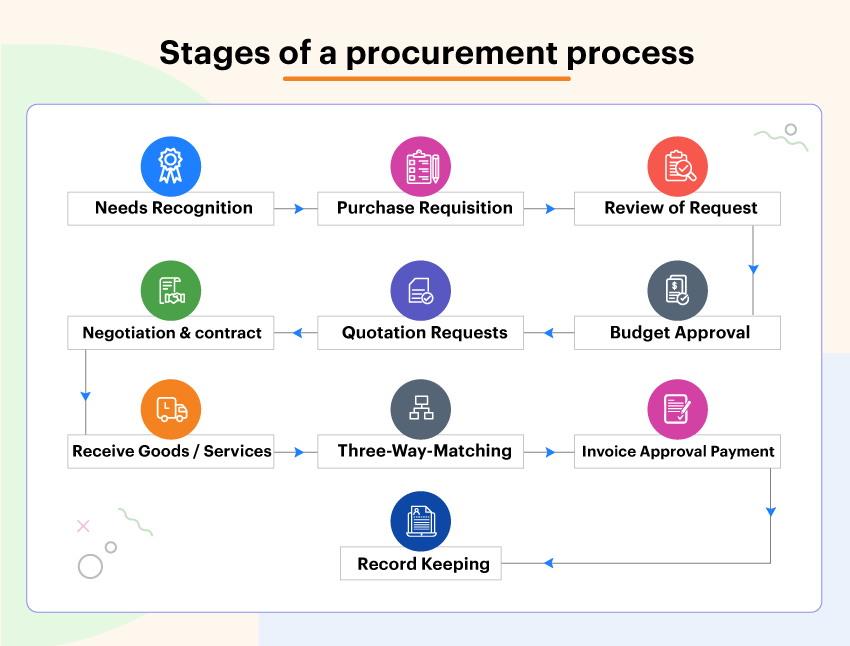 Stages of a procurement process
Needs Recognition
Purchase Requisition
Review of Request
Budget Approval
Quotation Requests
Negotiation & contract
Receive Goods / Services
Three-Way-Matching
Invoice Approval Payment
Record Keeping